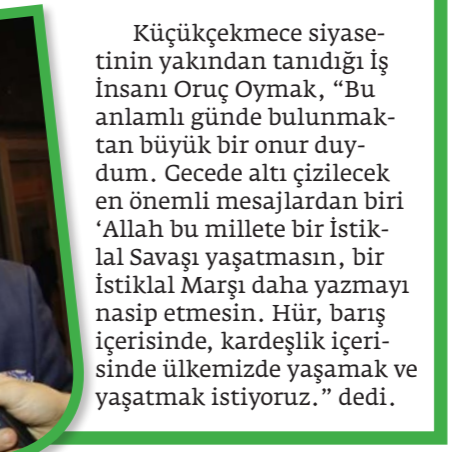 Küçükçekmece siyase-
tinin yakından tanıdığı İş
İnsanı Oruç Oymak, “Bu
anlamlı günde bulunmak-
tan büyük bir onur duy-
dum. Gecede altı çizilecek
en önemli mesajlardan biri
‘Allah bu millete bir İstik-
lal Savaşı yaşatmasın, bir
İstiklal Marşı daha yazmayı
nasip etmesin. Hür, barış
içerisinde, kardeşlik içeri-
sinde ülkemizde yaşamak ve
yaşatmak istiyoruz.” dedi.